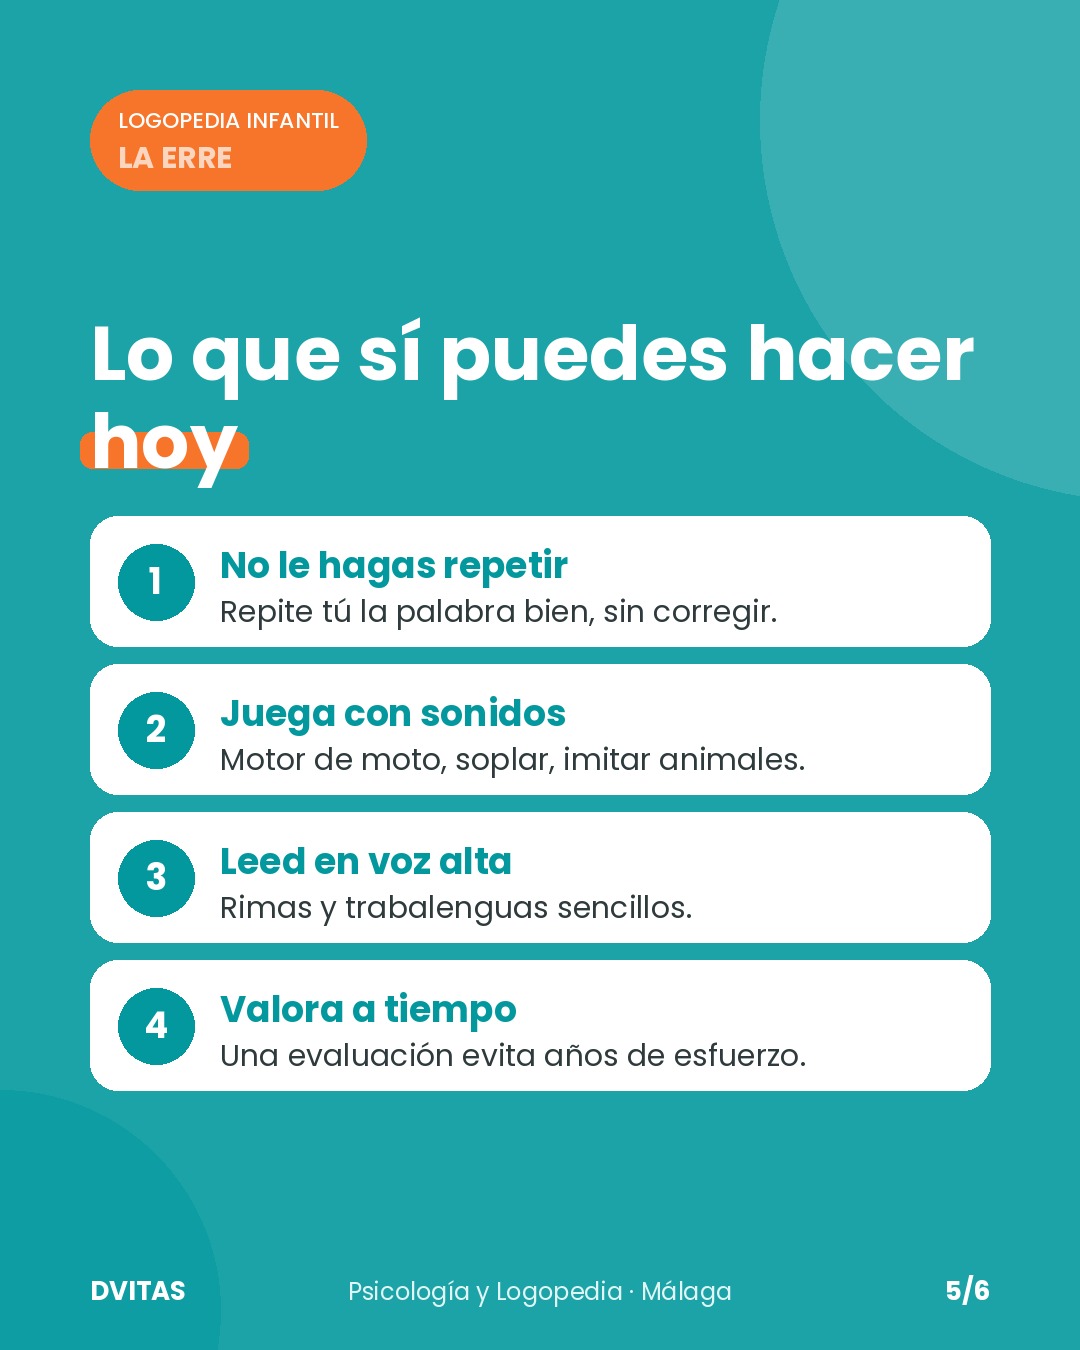 LOGOPEDIA INFANTIL
LA ERRE
Lo que sí puedes hacer
hoy
1
No le hagas repetir
Repite tú la palabra bien, sin corregir.
2
Juega con sonidos
Motor de moto, soplar, imitar animales.
3
Leed en voz alta
Rimas y trabalenguas sencillos.
4
Valora a tiempo
Una evaluación evita años de esfuerzo.
DVITAS
Psicología y Logopedia · Málaga
5/6